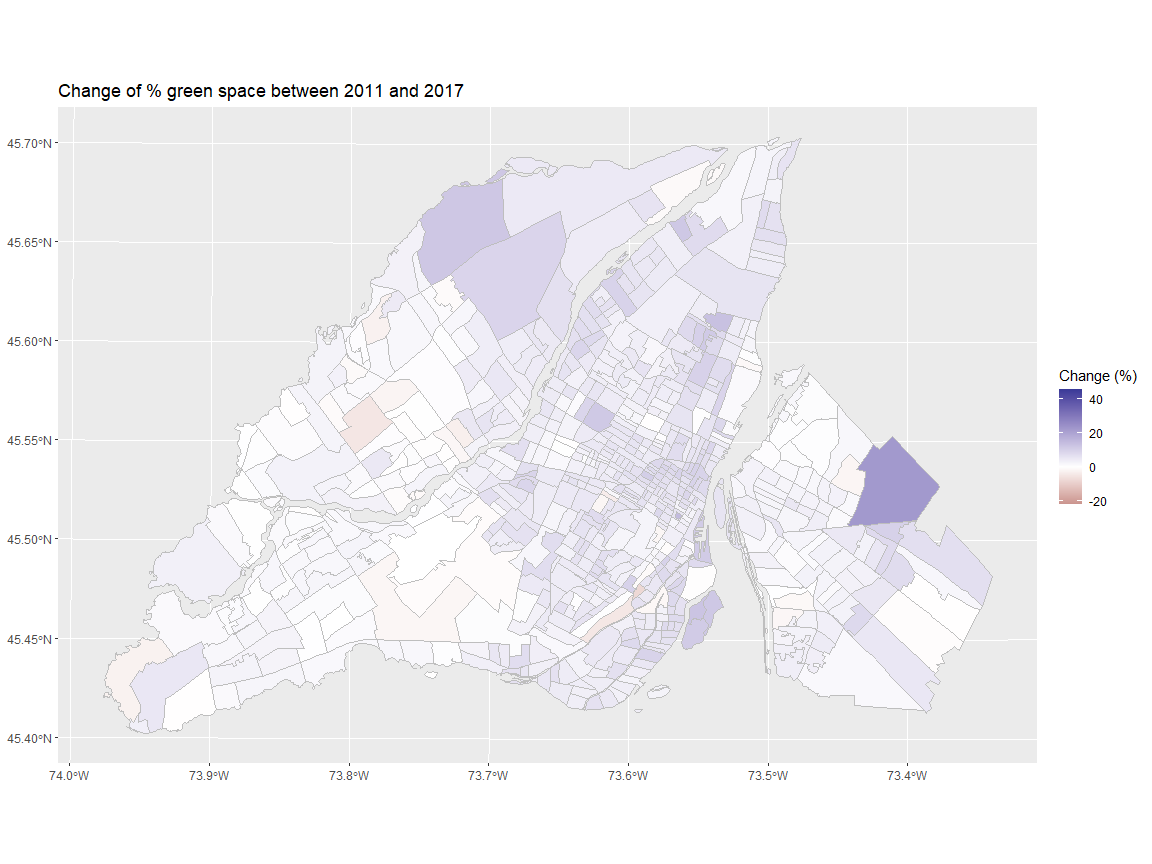 Change of % green space between 2011 and 2017
45.70°N
45.65°N
45.60°N
45.55°N
45.50°N
45.45°N
45.40°N
74.0°W
73.9°W
73.8°W
73.7°W
73.6°W
73.5°W
73.4°W
Change (%)
40
20
0
-20